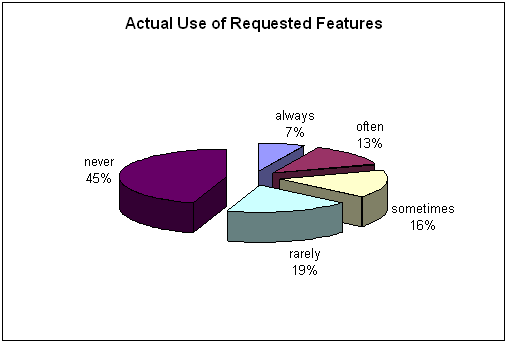 Actual Use of Requested Features
always
7%
often
13%
never
45%
sometimes
16%
rarely
19%